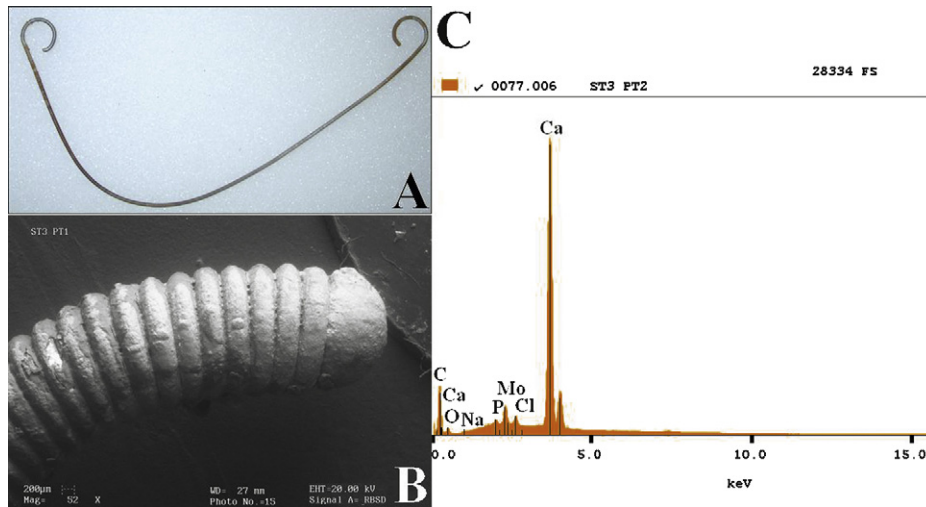 A
ST3 PT1
200µm
Mag= 52 X
WD= 27 mm
Photo No.=15
EHT=20.00 kV
Signal A= RBSD
B
C
28334 FS
✓ 0077.006 ST3 PT2
Ca
C
Ca
O
Na
P
Mo
Cl
0.0 5.0 10.0 15.0
keV